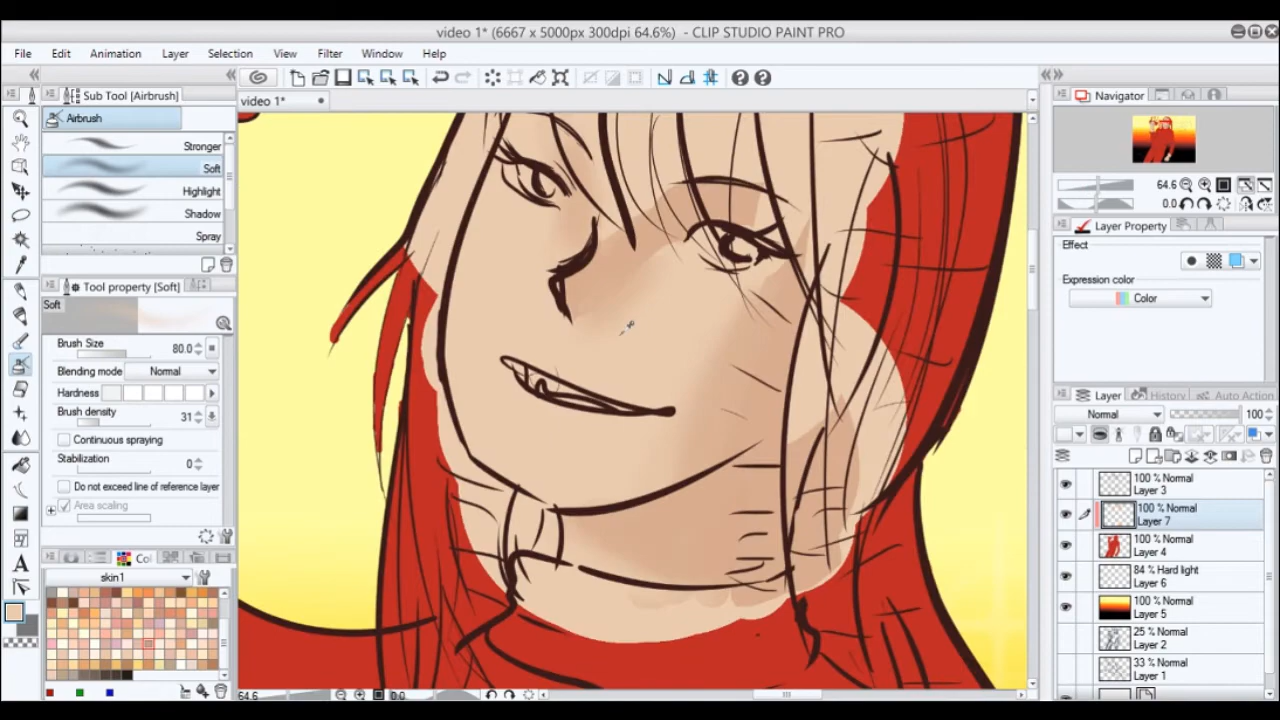 video 1* (6667 x 5000px 300dpi 64.6%)  - CLIP STUDIO PAINT PRO
File Edit Animation Layer Selection View Filter Window Help
Sub Tool [Airbrush]
video 1*
Navigator
Airbrush
Stronger
Soft
Highlight
Shadow
Spray
64.6
0.0
Layer Property
Effect
Expression color
Color
Tool property [Soft]
Soft
Brush Size 80.0
Blending mode Normal
Hardness
Brush density 31
Continuous spraying
Stabilization 0
Do not exceed line of reference layer
Area scaling
Layer History Auto Action
Normal 100
100 % Normal
Layer 3
100 % Normal
Layer 7
100 % Normal
Layer 4
84 % Hard light
Layer 6
100 % Normal
Layer 5
25 % Normal
Layer 2
33 % Normal
Layer 1
Col
skin1
64.6 0.0